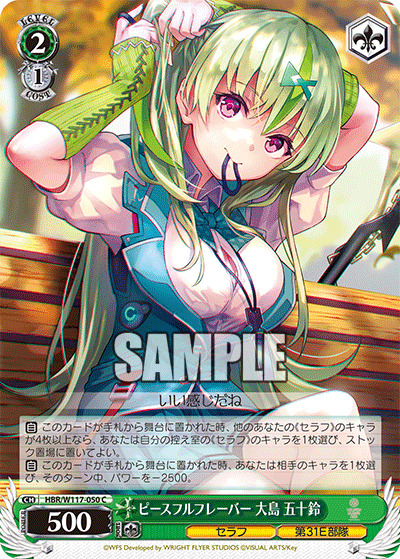 LEVEL
2
1
COST
SAMPLE
いい感じだね
自 このカードが手札から舞台に置かれた時、他のあなたの《セラフ》のキャラ
が4枚以上なら、あなたは自分の控え室の《セラフ》のキャラを1枚選び、ストッ
ク置場に置いてよい。
自 このカードが手札から舞台に置かれた時、あなたは相手のキャラを1枚選
び、そのターン中、パワーを-2500。
CH HBR/W117-050 C
500
ピースフルフレーバー 大島 五十鈴
セラフ
第31E部隊
©WFS Developed by WRIGHT FLYER STUDIOS ©VISUAL ARTS/Key